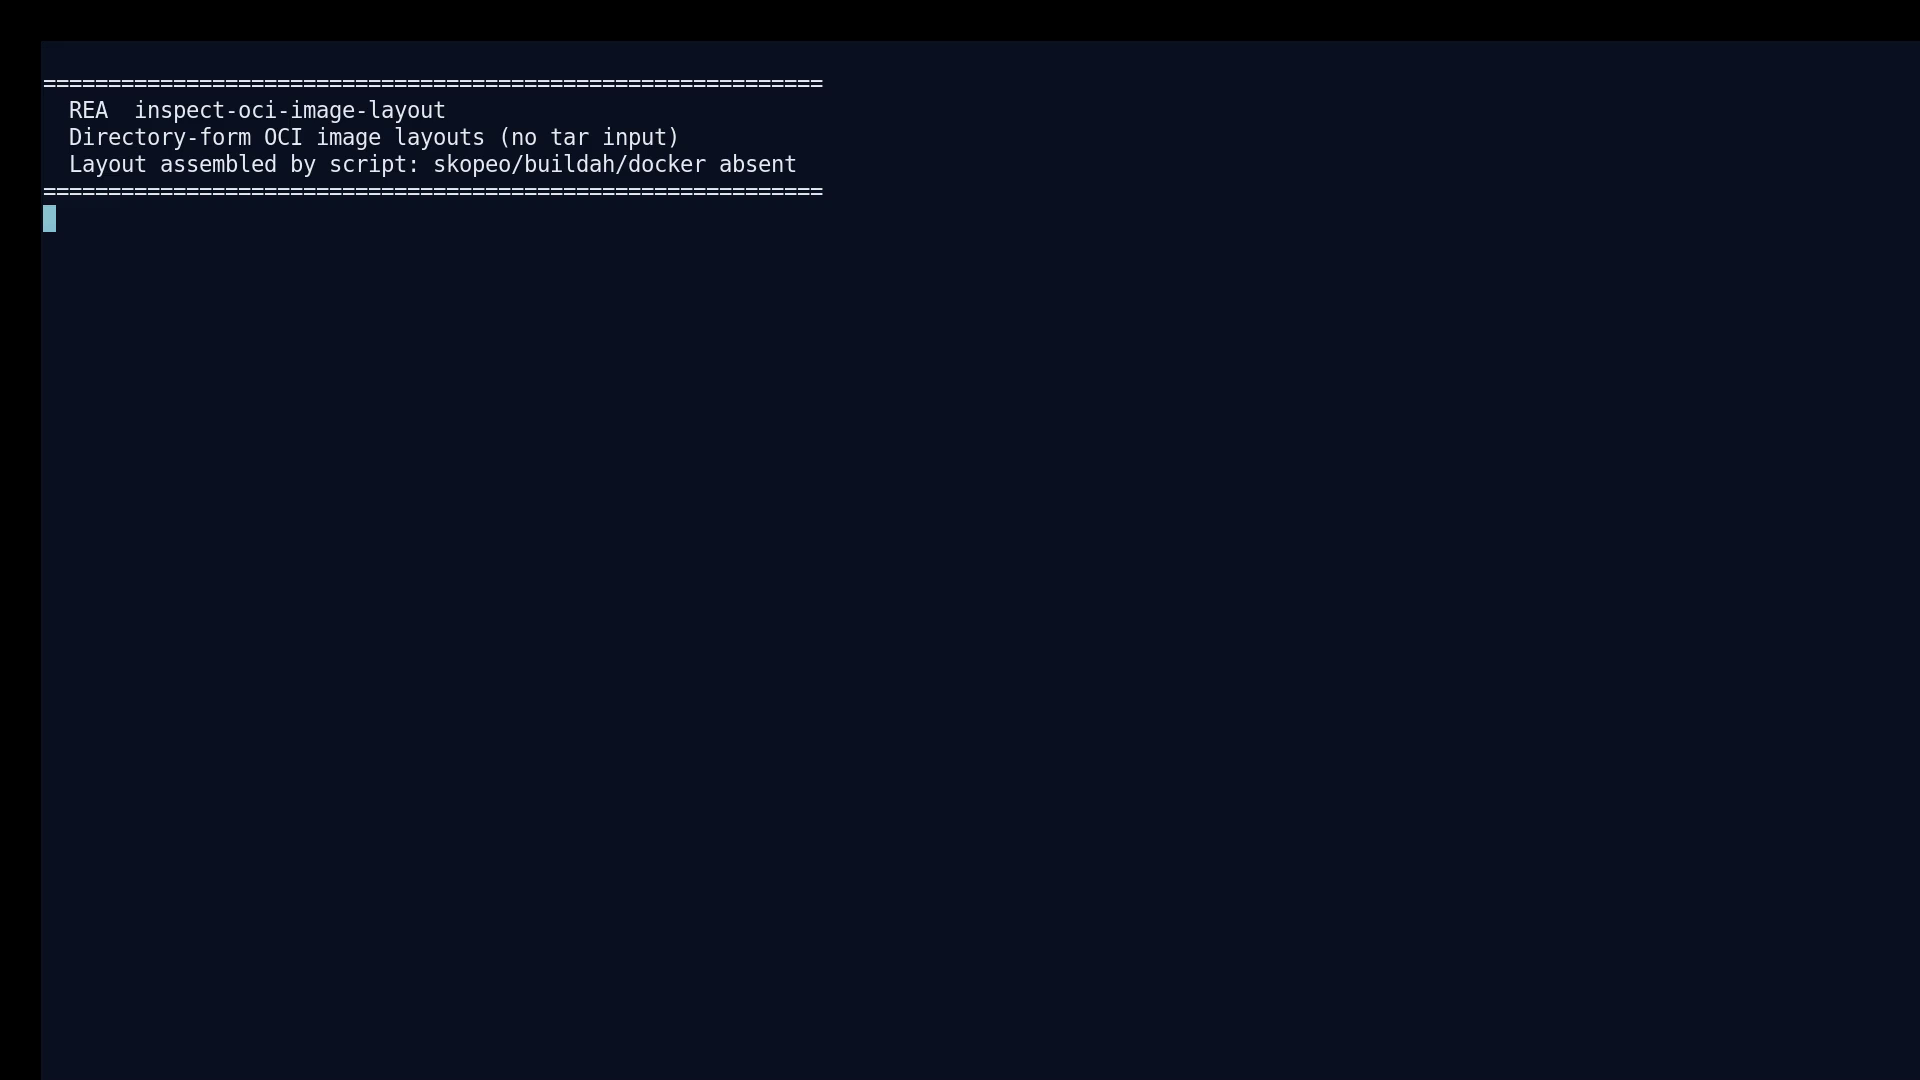 ============================================================
  REA  inspect-oci-image-layout
  Directory-form OCI image layouts (no tar input)
  Layout assembled by script: skopeo/buildah/docker absent
============================================================